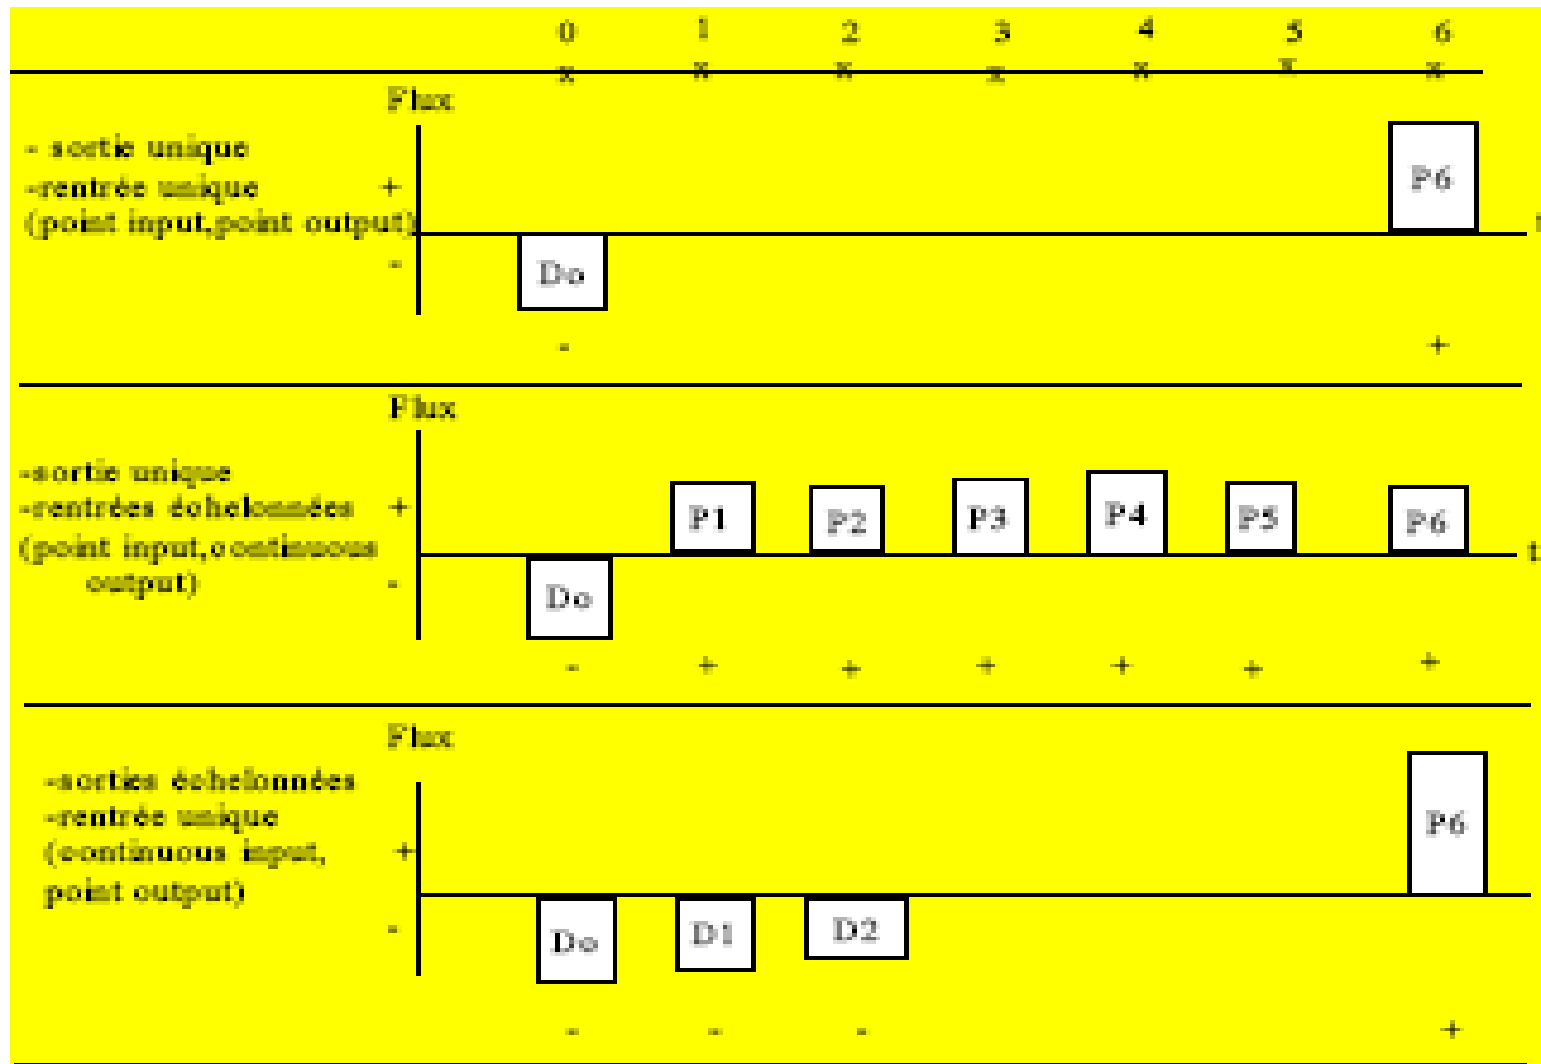 0 1 2 3 4 5 6
x x x x x x x
Flux
- sortie unique
-rentrée unique +
(point input,point output)
P6
-
Do
- +
Flux
-sortie unique
-rentrées échelonnées +
(point input,continuous
output)
-
P1 P2 P3 P4 P5 P6
t
Do
- + + + + + +
Flux
-sorties échelonnées
-rentrée unique
(continuous input, +
point output)
-
P6
Do D1 D2
- - - +